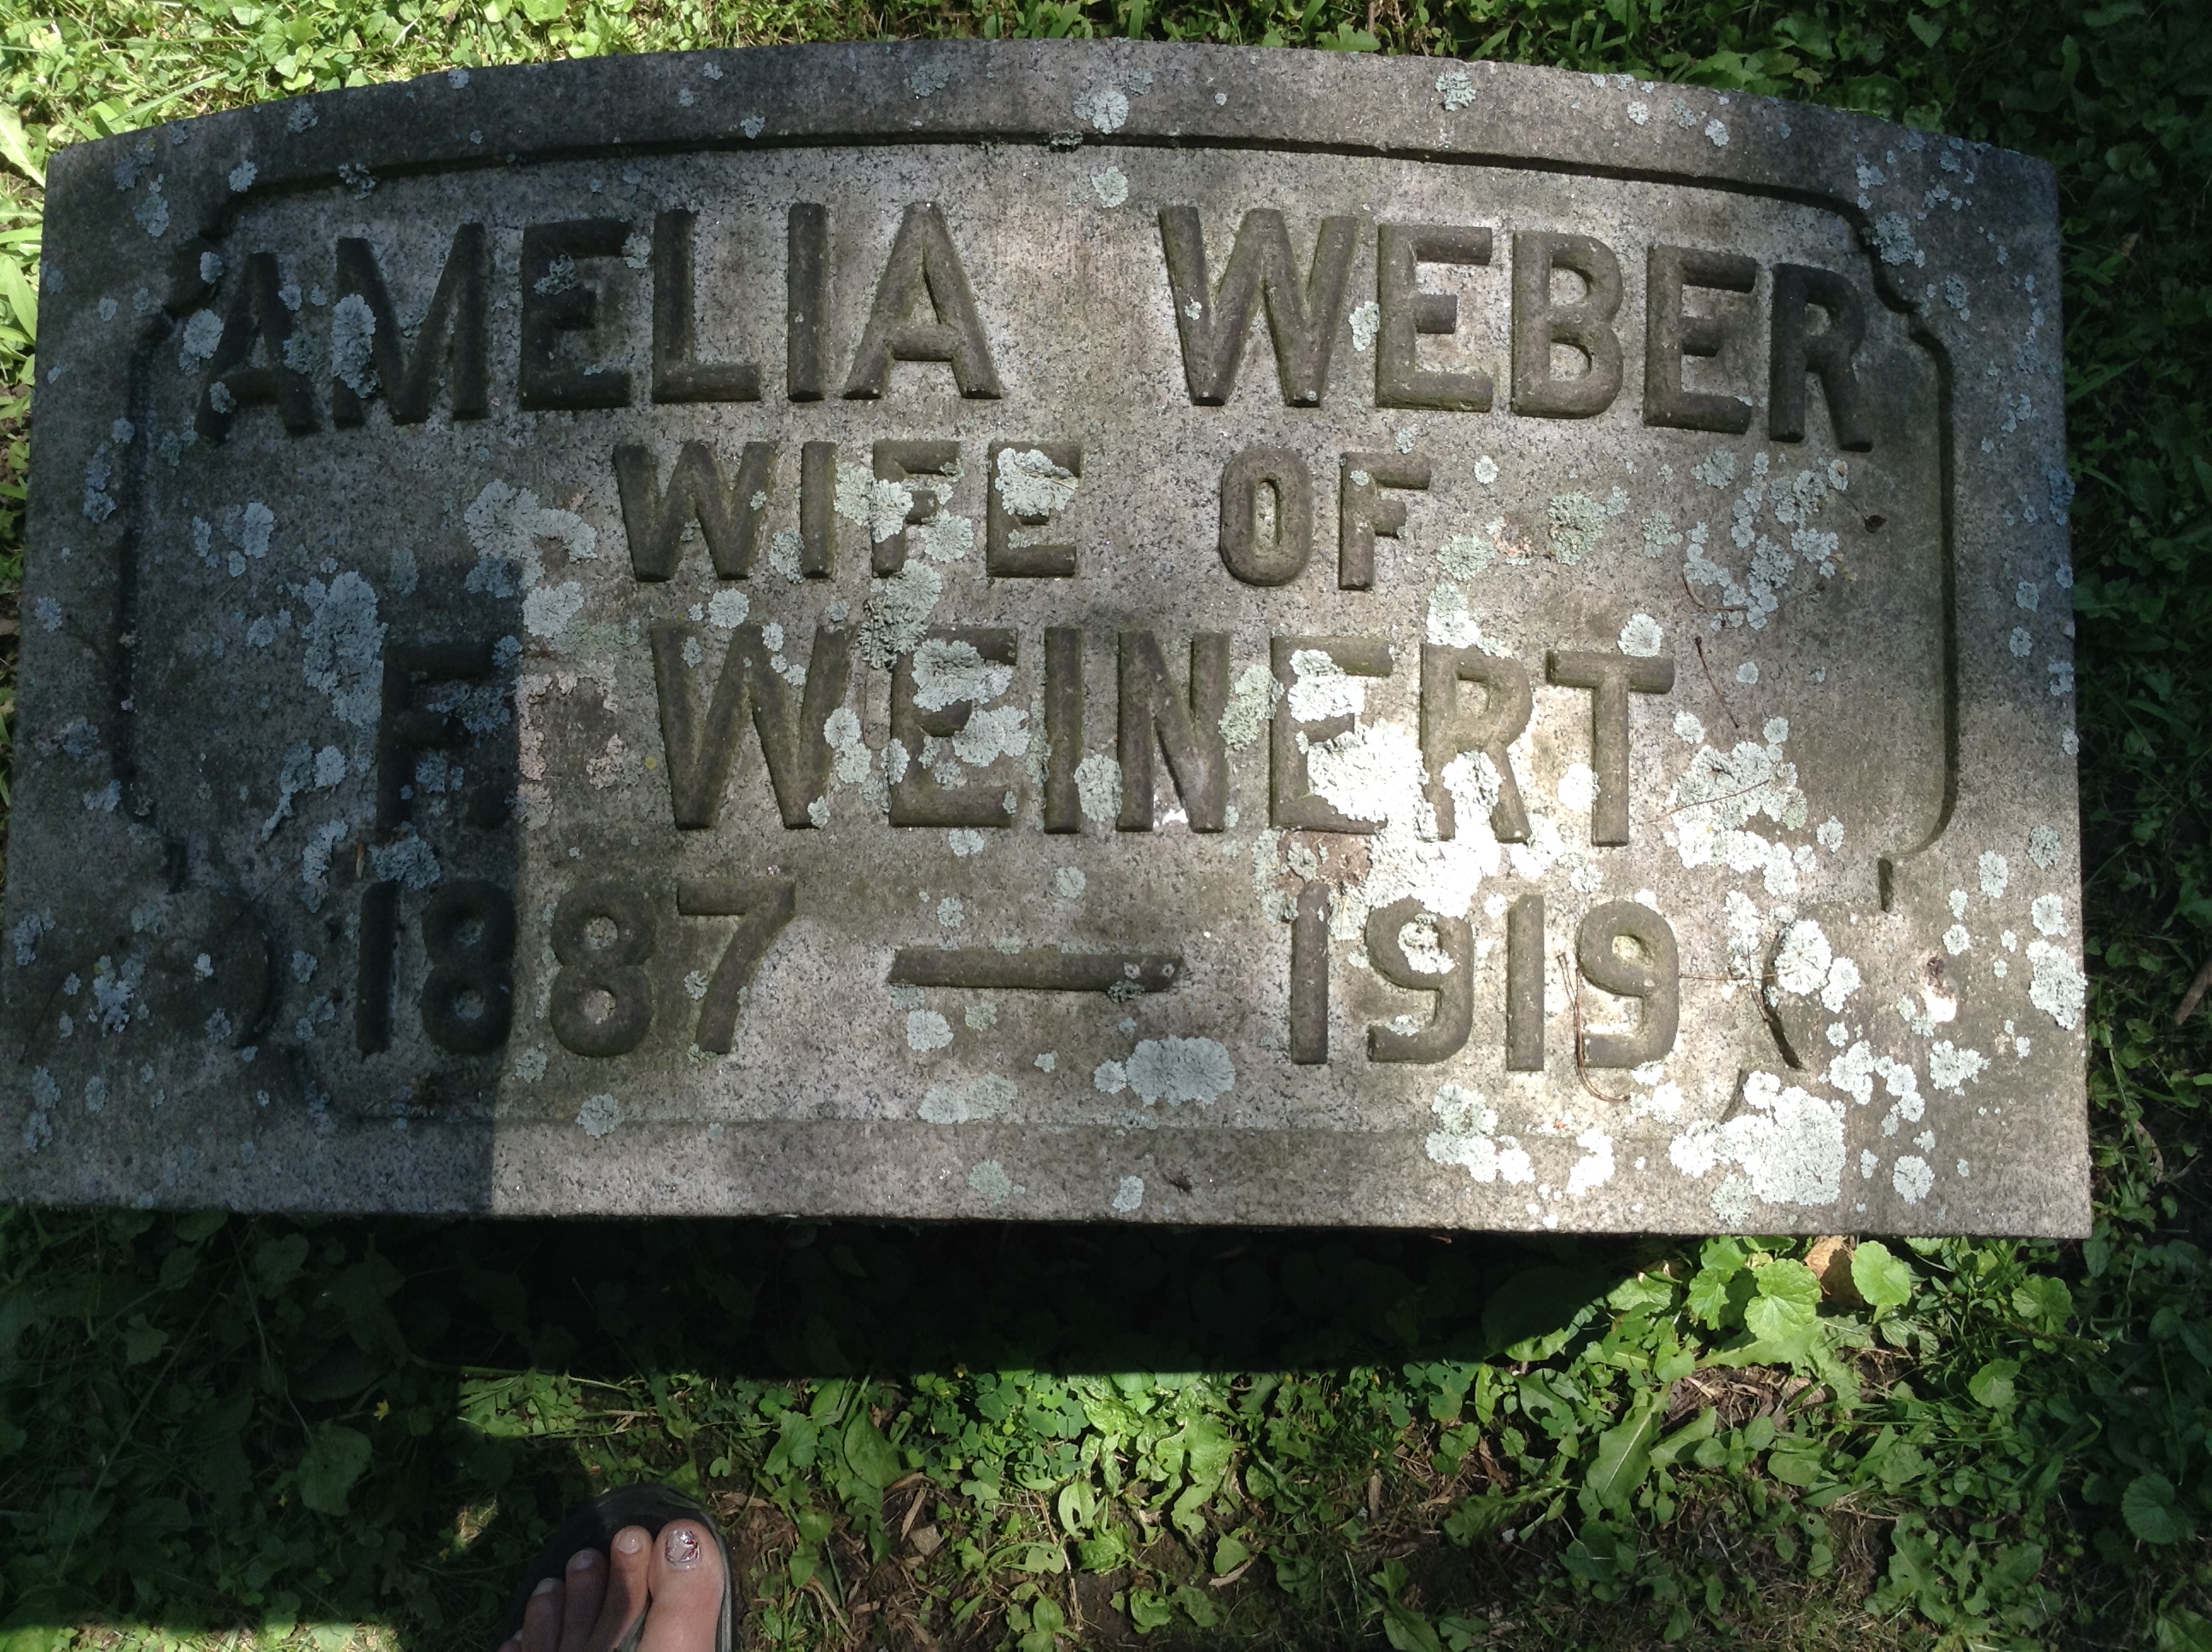 AMELIA WEBER
WIFE OF
F. WEINERT
1887 — 1919